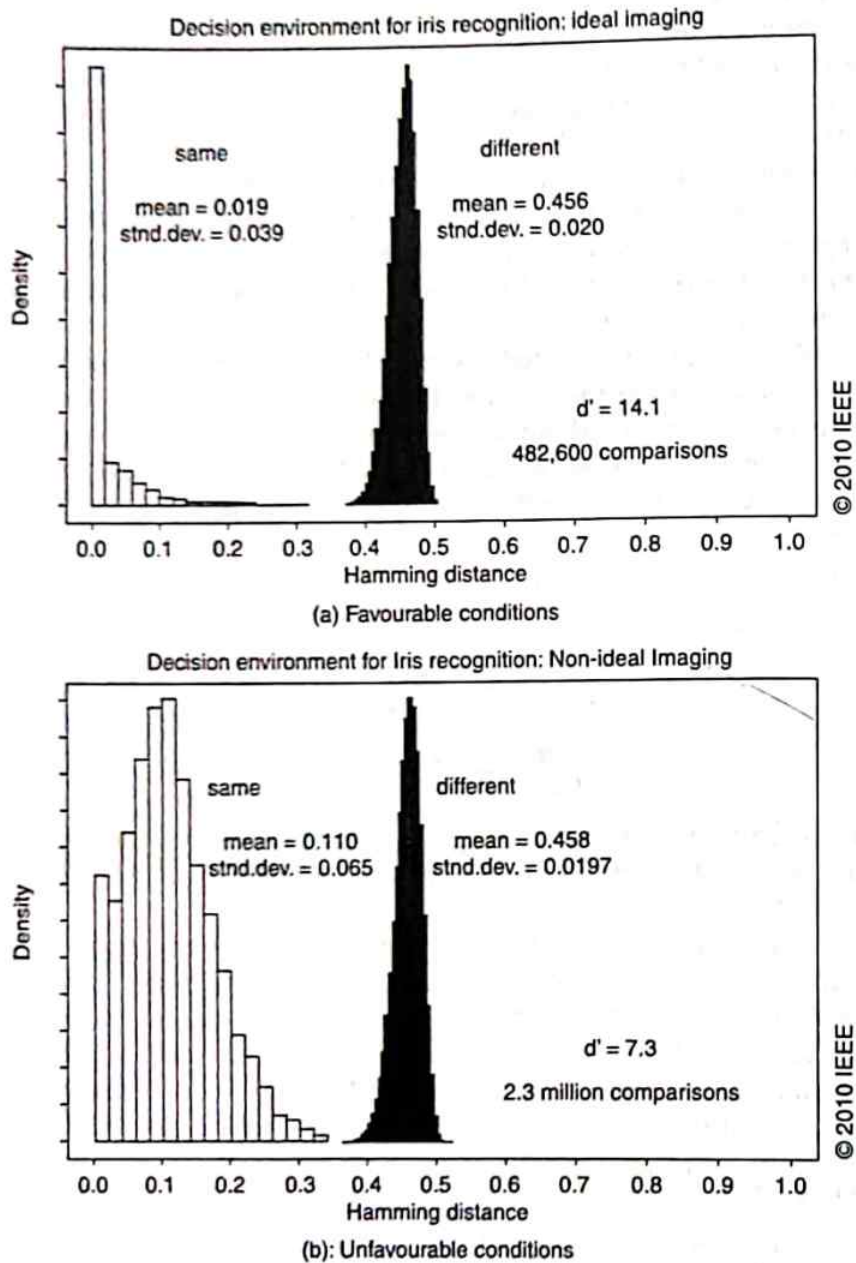 Decision environment for iris recognition: Ideal imaging
same
different
mean = 0.019
stnd.dev. = 0.039
mean = 0.456
stnd.dev. = 0.020
Density
d' = 14.1
482,600 comparisons
© 2010 IEEE
0.0 0.1 0.2 0.3 0.4 0.5 0.6 0.7 0.8 0.9 1.0
Hamming distance
(a) Favourable conditions
Decision environment for Iris recognition: Non-ideal Imaging
same
different
mean = 0.110
stnd.dev. = 0.065
mean = 0.458
stnd.dev. = 0.0197
Density
d' = 7.3
2.3 million comparisons
© 2010 IEEE
0.0 0.1 0.2 0.3 0.4 0.5 0.6 0.7 0.8 0.9 1.0
Hamming distance
(b): Unfavourable conditions